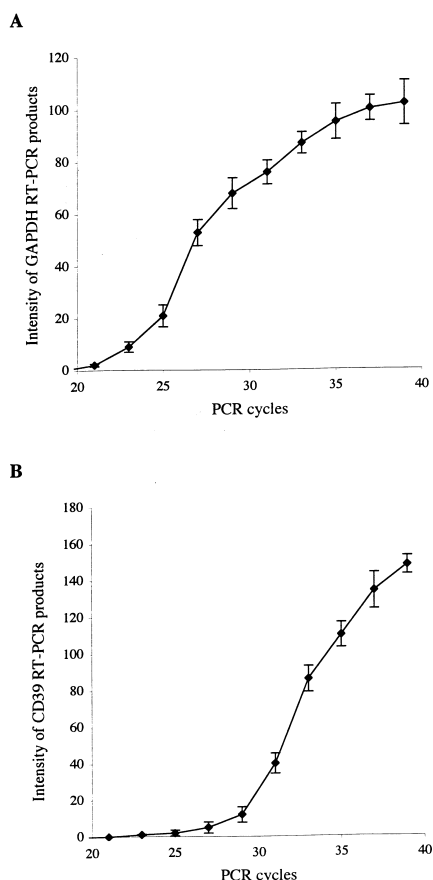 A
120
100
80
60
40
20
0
Intensity of GAPDH RT-PCR products
20 25 30 35 40
PCR cycles
B
180
160
140
120
100
80
60
40
20
0
Intensity of CD39 RT-PCR products
20 25 30 35 40
PCR cycles